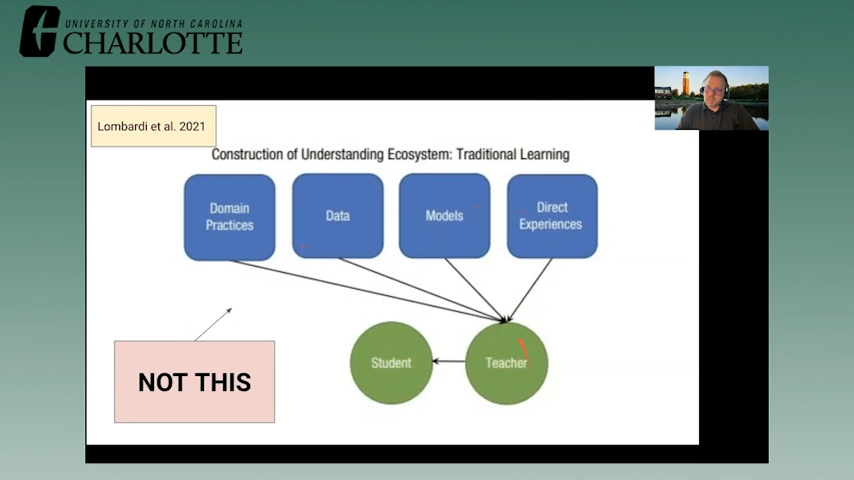 UNIVERSITY OF NORTH CAROLINA
CHARLOTTE
Lombardi et al. 2021
Construction of Understanding Ecosystem: Traditional Learning
Domain
Practices
Data
Models
Direct
Experiences
Student
Teacher
NOT THIS